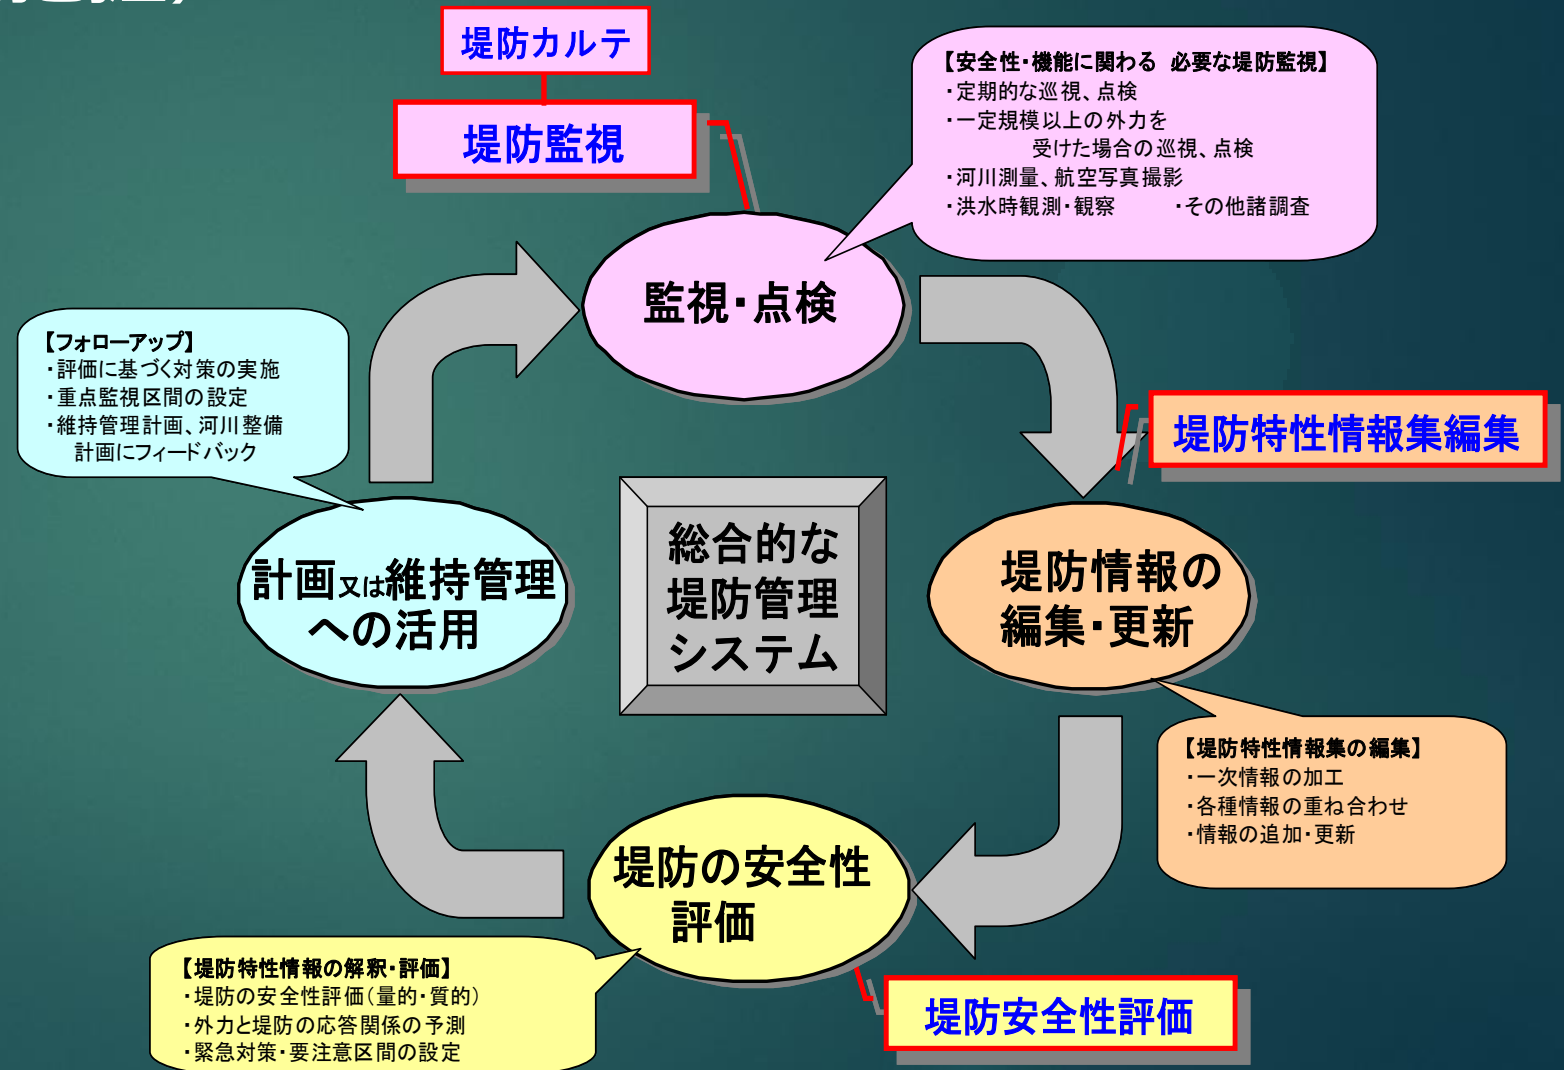 堤防カルテ
堤防監視
【安全性・機能に関わる 必要な堤防監視】
・定期的な巡視、点検
・一定規模以上の外力を
受けた場合の巡視、点検
・河川測量、航空写真撮影
・洪水時観測・観察 ・その他諸調査
監視・点検
【フォローアップ】
・評価に基づく対策の実施
・重点監視区間の設定
・維持管理計画、河川整備
計画にフィードバック
堤防特性情報集編集
計画又は維持管理
への活用
総合的な
堤防管理
システム
堤防情報の
編集・更新
【堤防特性情報集の編集】
・一次情報の加工
・各種情報の重ね合わせ
・情報の追加・更新
堤防の安全性
評価
【堤防特性情報の解釈・評価】
・堤防の安全性評価(量的・質的)
・外力と堤防の応答関係の予測
・緊急対策・要注意区間の設定
堤防安全性評価